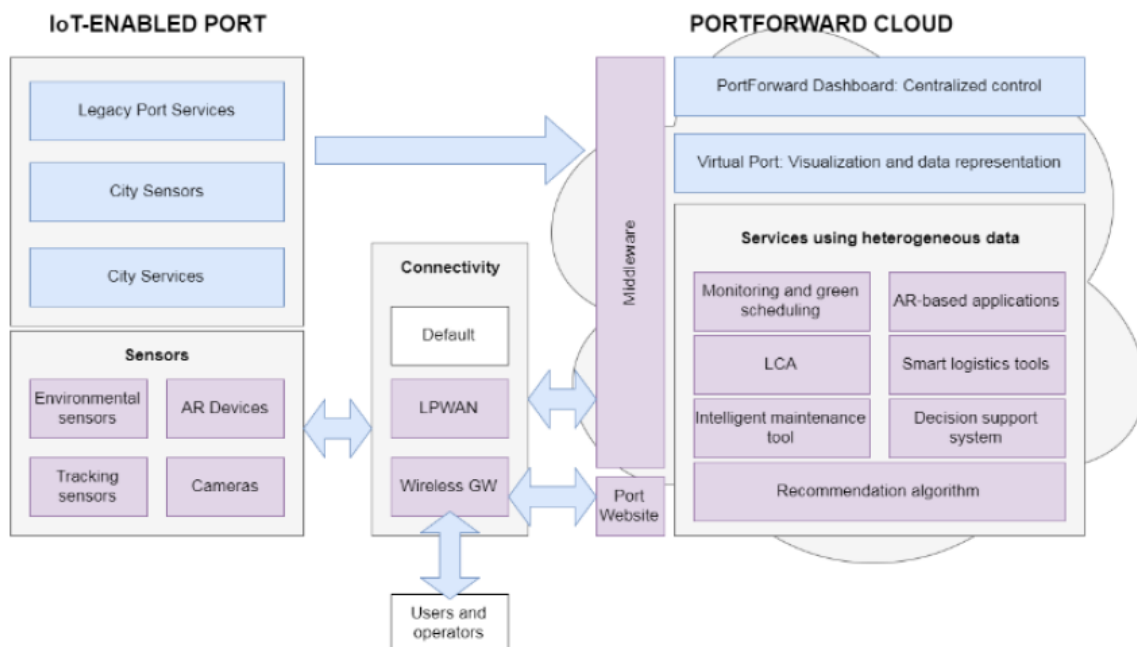 IoT-ENABLED PORT
PORTFORWARD CLOUD
Legacy Port Services
City Sensors
City Services
Sensors
Environmental
sensors
AR Devices
Tracking
sensors
Cameras
Connectivity
Default
LPWAN
Wireless GW
Users and
operators
Middleware
Port
Website
PortForward Dashboard: Centralized control
Virtual Port: Visualization and data representation
Services using heterogeneous data
Monitoring and green
scheduling
AR-based applications
LCA
Smart logistics tools
Intelligent maintenance
tool
Decision support
system
Recommendation algorithm